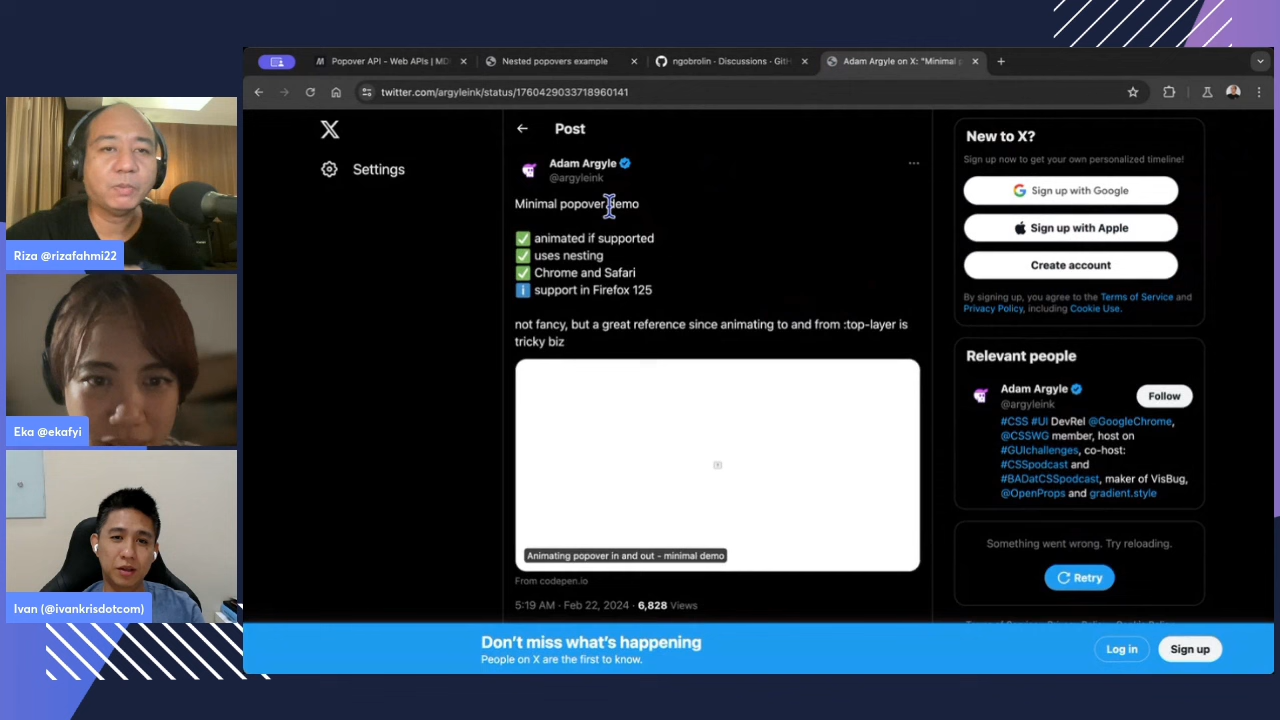 Popover API - Web APIs | MD
Nested popovers example
ngobrolin · Discussions · GitH
Adam Argyle on X: "Minimal p
twitter.com/argyleink/status/1760429033718960141
Riza @rizafahmi22
Eka @ekafyi
Ivan (@ivankrisdotcom)
Settings
Post
Adam Argyle
@argyleink
Minimal popover demo
✅ animated if supported
✅ uses nesting
✅ Chrome and Safari
ℹ️ support in Firefox 125
not fancy, but a great reference since animating to and from :top-layer is
tricky biz
Animating popover in and out - minimal demo
From codepen.io
5:19 AM · Feb 22, 2024 · 6,828 Views
New to X?
Sign up now to get your own personalized timeline!
Sign up with Google
Sign up with Apple
Create account
By signing up, you agree to the Terms of Service and
Privacy Policy, including Cookie Use.
Relevant people
Adam Argyle
@argyleink
Follow
#CSS #UI DevRel @GoogleChrome,
@CSSWG member, host on
#GUIchallenges, co-host:
#CSSpodcast and
#BADatCSSpodcast, maker of VisBug,
@OpenProps and gradient.style
Something went wrong. Try reloading.
Retry
Don't miss what's happening
People on X are the first to know.
Log in
Sign up